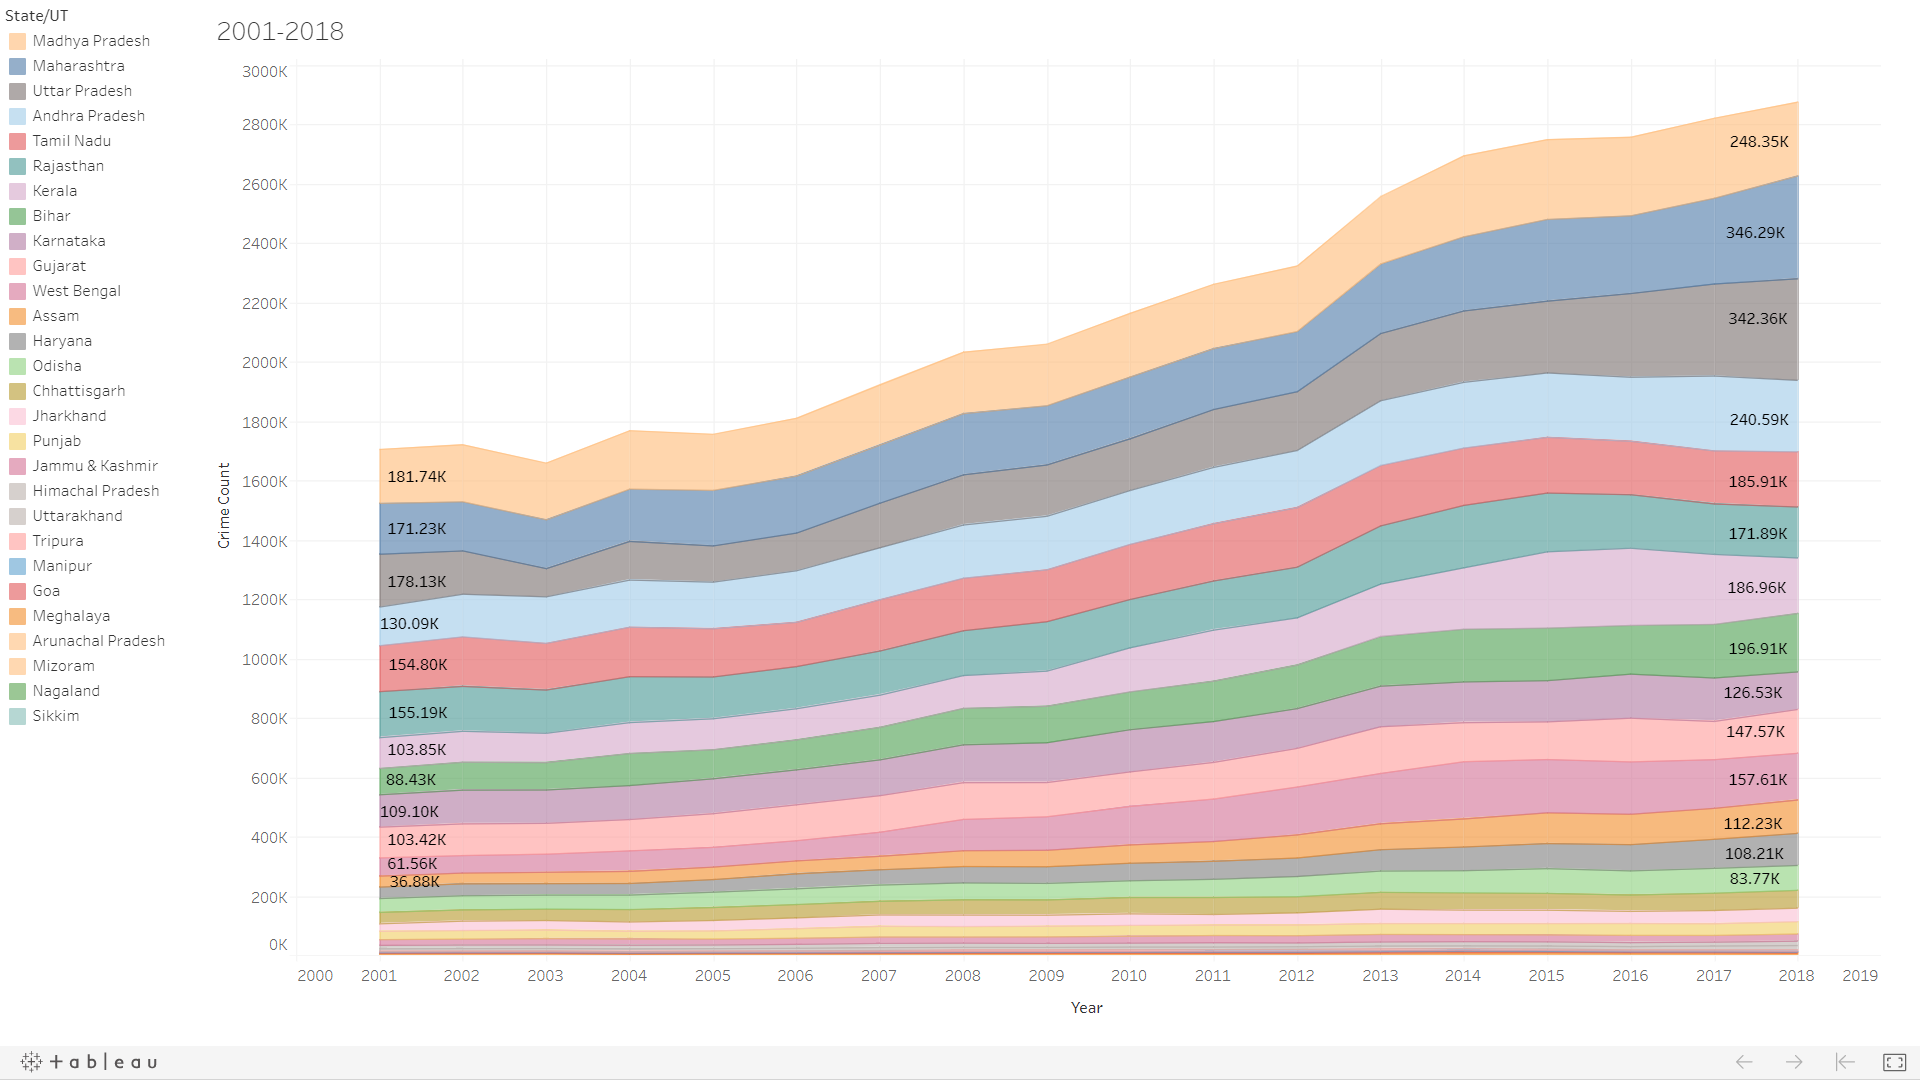 State/UT
Madhya Pradesh
Maharashtra
Uttar Pradesh
Andhra Pradesh
Tamil Nadu
Rajasthan
Kerala
Bihar
Karnataka
Gujarat
West Bengal
Assam
Haryana
Odisha
Chhattisgarh
Jharkhand
Punjab
Jammu & Kashmir
Himachal Pradesh
Uttarakhand
Tripura
Manipur
Goa
Meghalaya
Arunachal Pradesh
Mizoram
Nagaland
Sikkim
2001-2018
Crime Count
3000K
2800K
2600K
2400K
2200K
2000K
1800K
1600K
1400K
1200K
1000K
800K
600K
400K
200K
0K
181.74K
171.23K
178.13K
130.09K
154.80K
155.19K
103.85K
88.43K
109.10K
103.42K
61.56K
36.88K
248.35K
346.29K
342.36K
240.59K
185.91K
171.89K
186.96K
196.91K
126.53K
147.57K
157.61K
112.23K
108.21K
83.77K
2000 2001 2002 2003 2004 2005 2006 2007 2008 2009 2010 2011 2012 2013 2014 2015 2016 2017 2018 2019
Year
+ableau